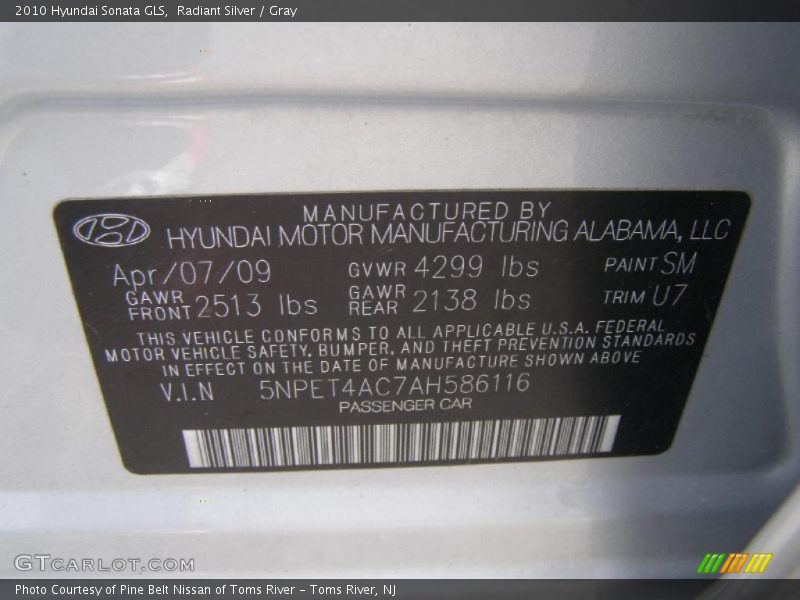 2010 Hyundai Sonata GLS, Radiant Silver / Gray
MANUFACTURED BY
HYUNDAI MOTOR MANUFACTURING ALABAMA, LLC
Apr/07/09 GVWR 4299 lbs PAINT SM
GAWR FRONT 2513 lbs GAWR REAR 2138 lbs TRIM U7
THIS VEHICLE CONFORMS TO ALL APPLICABLE U.S.A. FEDERAL
MOTOR VEHICLE SAFETY, BUMPER, AND THEFT PREVENTION STANDARDS
IN EFFECT ON THE DATE OF MANUFACTURE SHOWN ABOVE
V.I.N 5NPET4AC7AH586116
PASSENGER CAR
GTCARLOT.COM
Photo Courtesy of Pine Belt Nissan of Toms River - Toms River, NJ